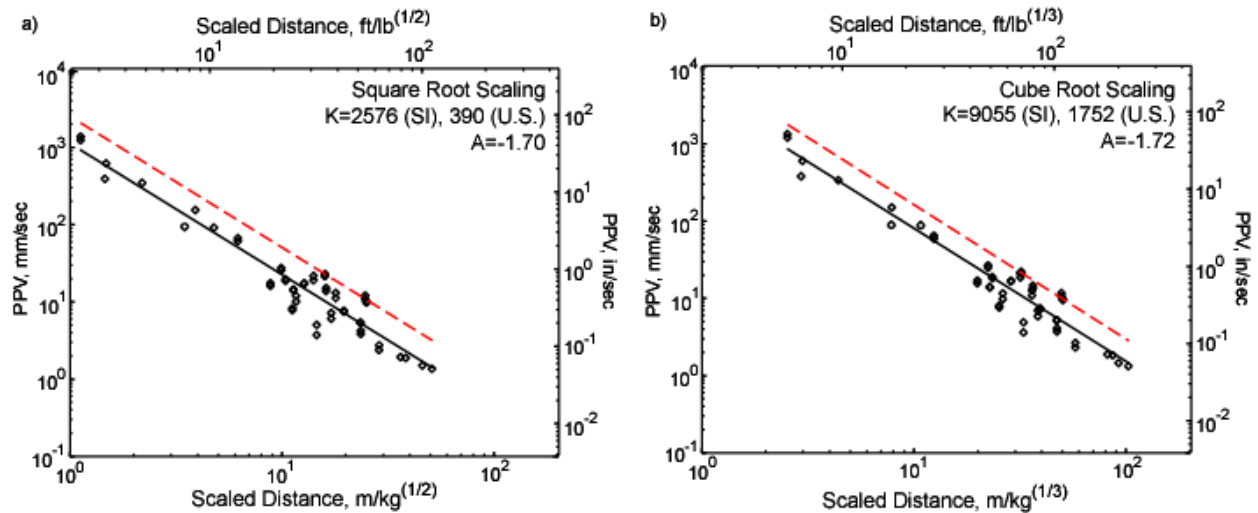 a)
Scaled Distance, ft/lb^(1/2)
10^1 10^2
10^4
10^3
10^2
10^1
10^0
10^-1
PPV, mm/sec
Square Root Scaling
K=2576 (SI), 390 (U.S.)
A=-1.70
10^2
10^1
10^0
10^-1
10^-2
PPV, in/sec
10^0 10^1 10^2
Scaled Distance, m/kg^(1/2)
b)
Scaled Distance, ft/lb^(1/3)
10^1 10^2
10^4
10^3
10^2
10^1
10^0
10^-1
PPV, mm/sec
Cube Root Scaling
K=9055 (SI), 1752 (U.S.)
A=-1.72
10^2
10^1
10^0
10^-1
10^-2
PPV, in/sec
10^0 10^1 10^2
Scaled Distance, m/kg^(1/3)